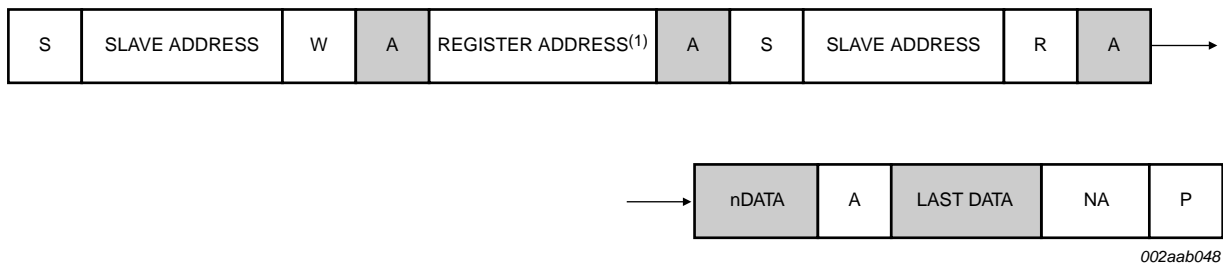 S SLAVE ADDRESS W A REGISTER ADDRESS(1) A S SLAVE ADDRESS R A
nDATA A LAST DATA NA P
002aab048